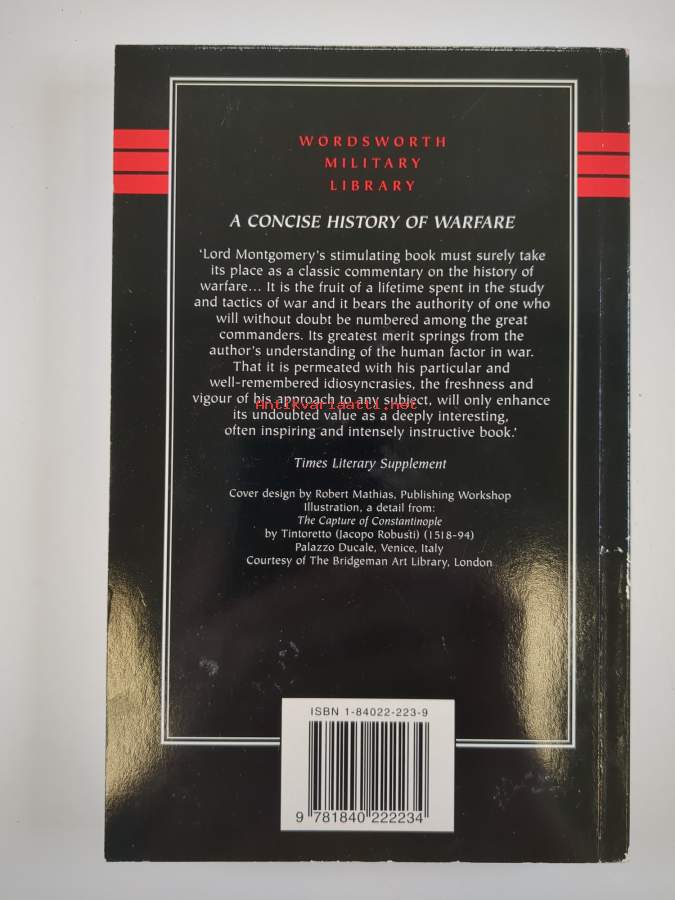 WORDSWORTH
MILITARY
LIBRARY
A CONCISE HISTORY OF WARFARE
‘Lord Montgomery’s stimulating book must surely take
its place as a classic commentary on the history of
warfare… It is the fruit of a lifetime spent in the study
and tactics of war and it bears the authority of one who
will without doubt be numbered among the great
commanders. Its greatest merit springs from the
author’s understanding of the human factor in war.
That it is permeated with his particular and
well-remembered idiosyncrasies, the freshness and
vigour of his approach to any subject, will only enhance
Antikvariaatti.net
its undoubted value as a deeply interesting,
often inspiring and intensely instructive book.’
Times Literary Supplement
Cover design by Robert Mathias, Publishing Workshop
Illustration, a detail from:
The Capture of Constantinople
by Tintoretto (Jacopo Robusti) (1518-94)
Palazzo Ducale, Venice, Italy
Courtesy of The Bridgeman Art Library, London
ISBN 1-84022-223-9
9 781840 222234